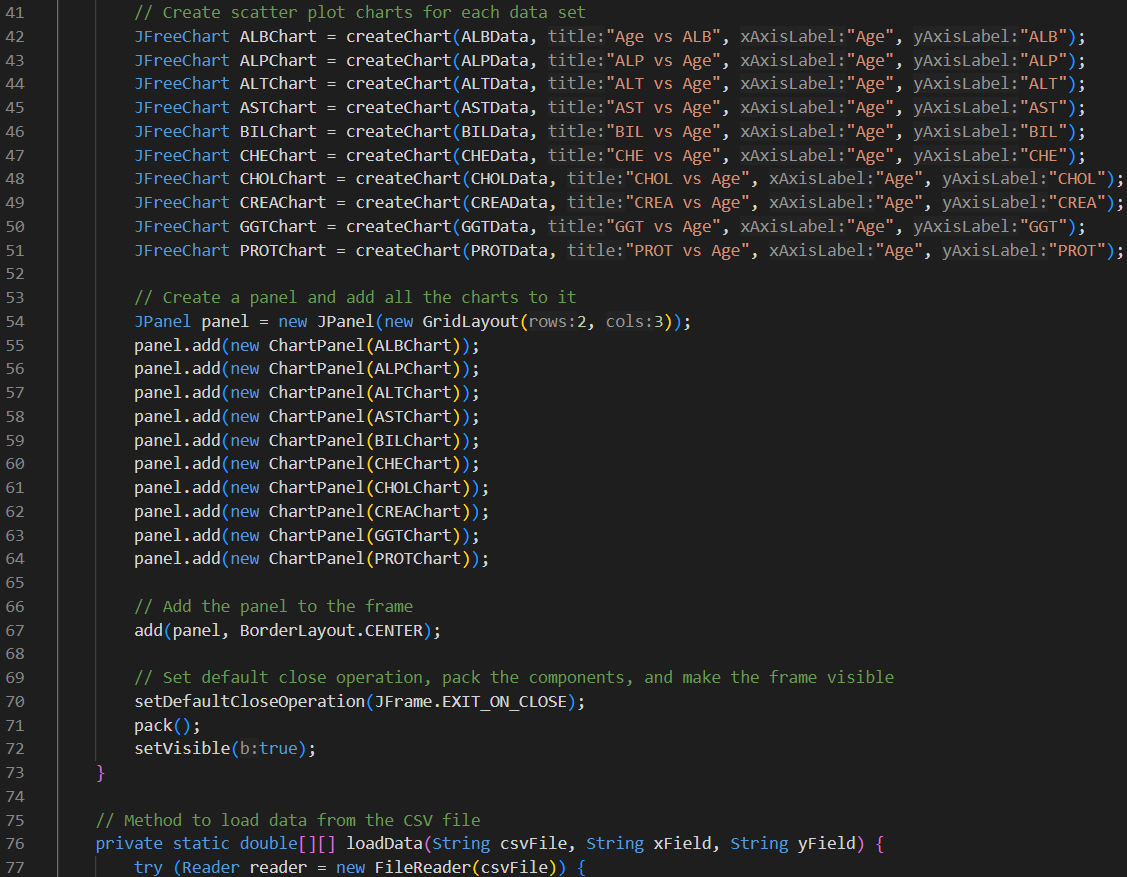 41 // Create scatter plot charts for each data set
42 JFreeChart ALBChart = createChart(ALBData, title:"Age vs ALB", xAxisLabel:"Age", yAxisLabel:"ALB");
43 JFreeChart ALPChart = createChart(ALPData, title:"ALP vs Age", xAxisLabel:"Age", yAxisLabel:"ALP");
44 JFreeChart ALTChart = createChart(ALTData, title:"ALT vs Age", xAxisLabel:"Age", yAxisLabel:"ALT");
45 JFreeChart ASTChart = createChart(ASTData, title:"AST vs Age", xAxisLabel:"Age", yAxisLabel:"AST");
46 JFreeChart BILChart = createChart(BILData, title:"BIL vs Age", xAxisLabel:"Age", yAxisLabel:"BIL");
47 JFreeChart CHEChart = createChart(CHEData, title:"CHE vs Age", xAxisLabel:"Age", yAxisLabel:"CHE");
48 JFreeChart CHOLChart = createChart(CHOLData, title:"CHOL vs Age", xAxisLabel:"Age", yAxisLabel:"CHOL");
49 JFreeChart CREAChart = createChart(CREAData, title:"CREA vs Age", xAxisLabel:"Age", yAxisLabel:"CREA");
50 JFreeChart GGTChart = createChart(GGTData, title:"GGT vs Age", xAxisLabel:"Age", yAxisLabel:"GGT");
51 JFreeChart PROTChart = createChart(PROTData, title:"PROT vs Age", xAxisLabel:"Age", yAxisLabel:"PROT");
52
53 // Create a panel and add all the charts to it
54 JPanel panel = new JPanel(new GridLayout(rows:2, cols:3));
55 panel.add(new ChartPanel(ALBChart));
56 panel.add(new ChartPanel(ALPChart));
57 panel.add(new ChartPanel(ALTChart));
58 panel.add(new ChartPanel(ASTChart));
59 panel.add(new ChartPanel(BILChart));
60 panel.add(new ChartPanel(CHEChart));
61 panel.add(new ChartPanel(CHOLChart));
62 panel.add(new ChartPanel(CREAChart));
63 panel.add(new ChartPanel(GGTChart));
64 panel.add(new ChartPanel(PROTChart));
65
66 // Add the panel to the frame
67 add(panel, BorderLayout.CENTER);
68
69 // Set default close operation, pack the components, and make the frame visible
70 setDefaultCloseOperation(JFrame.EXIT_ON_CLOSE);
71 pack();
72 setVisible(b:true);
73 }
74
75 // Method to load data from the CSV file
76 private static double[][] loadData(String csvFile, String xField, String yField) {
77 try (Reader reader = new FileReader(csvFile)) {